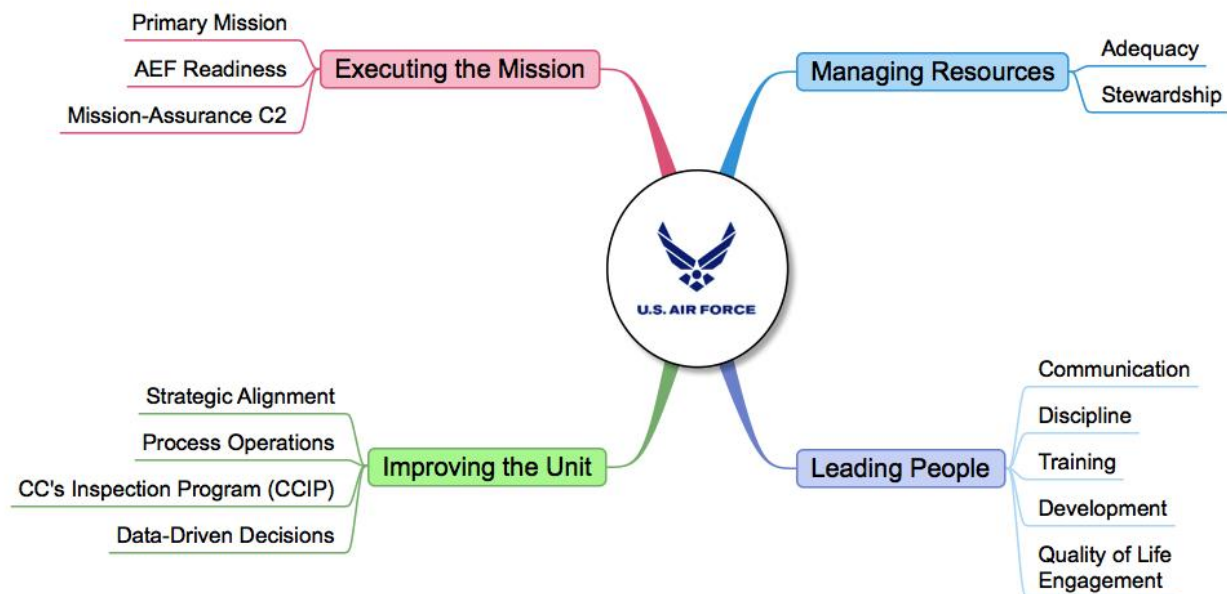 Primary Mission
AEF Readiness
Mission-Assurance C2
Executing the Mission
Managing Resources
Adequacy
Stewardship
U.S. AIR FORCE
Strategic Alignment
Process Operations
CC's Inspection Program (CCIP)
Data-Driven Decisions
Improving the Unit
Leading People
Communication
Discipline
Training
Development
Quality of Life
Engagement